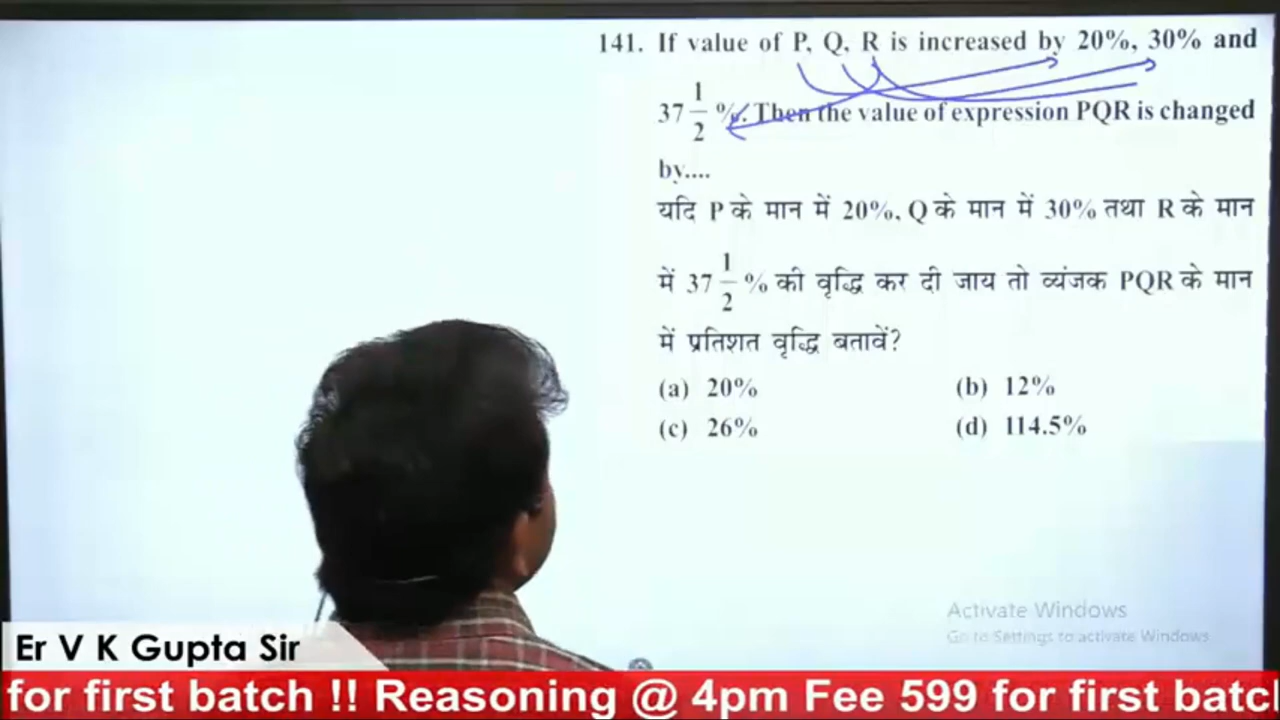 141. If value of P, Q, R is increased by 20%, 30% and
37 1/2 %. Then the value of expression PQR is changed
by....
यदि P के मान में 20%, Q के मान में 30% तथा R के मान
में 37 1/2 % की वृद्धि कर दी जाय तो व्यंजक PQR के मान
में प्रतिशत वृद्धि बतावें?
(a) 20% (b) 12%
(c) 26% (d) 114.5%
Activate Windows
Go to Settings to activate Windows
Er V K Gupta Sir
for first batch !! Reasoning @ 4pm Fee 599 for first batch